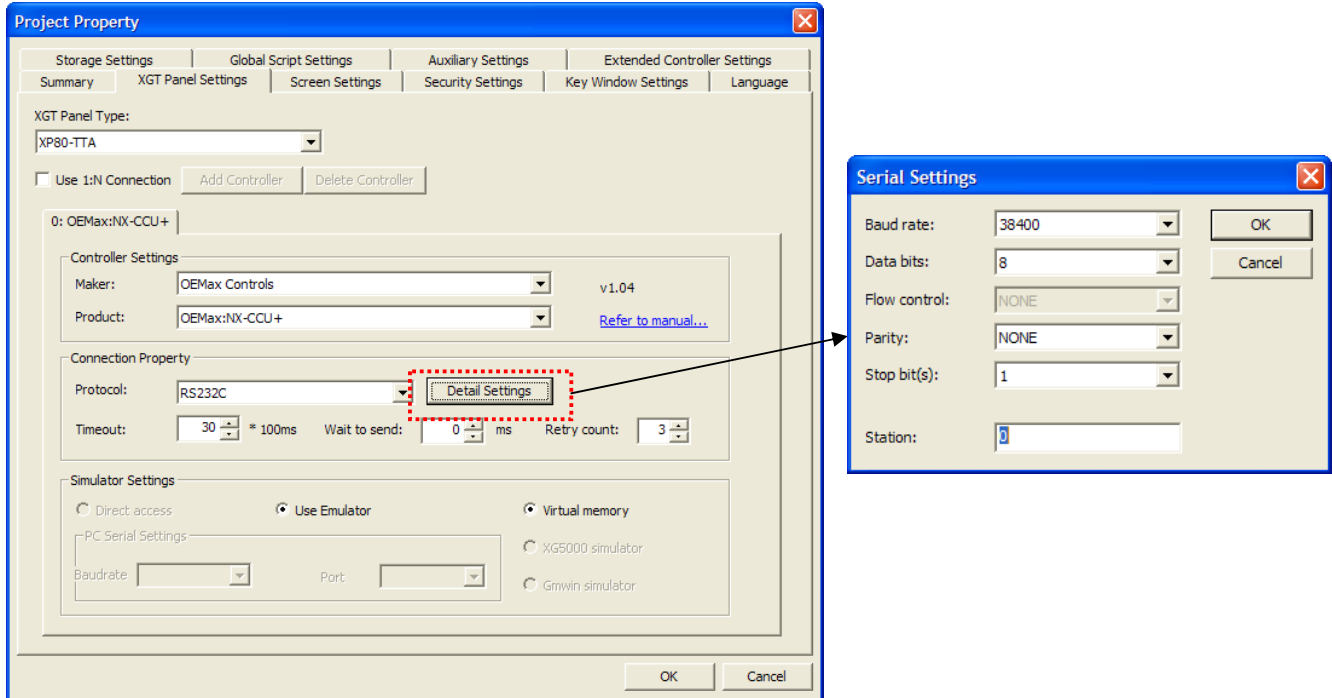 Project Property
Storage Settings Global Script Settings Auxiliary Settings Extended Controller Settings
Summary XGT Panel Settings Screen Settings Security Settings Key Window Settings Language
XGT Panel Type:
XP80-TTA
Use 1:N Connection Add Controller Delete Controller
0: OEMax:NX-CCU+
Controller Settings
Maker: OEMax Controls v1.04
Product: OEMax:NX-CCU+ Refer to manual...
Connection Property
Protocol: RS232C Detail Settings
Timeout: 30 * 100ms Wait to send: 0 ms Retry count: 3
Simulator Settings
Direct access Use Emulator Virtual memory
PC Serial Settings
XG5000 simulator
Baudrate Port
Gmwin simulator
OK Cancel
Serial Settings
Baud rate: 38400 OK
Data bits: 8 Cancel
Flow control: NONE
Parity: NONE
Stop bit(s): 1
Station: 0